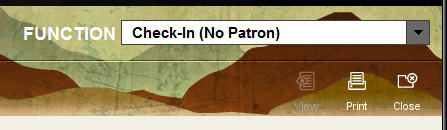 FUNCTION Check-In (No Patron)
View Print Close